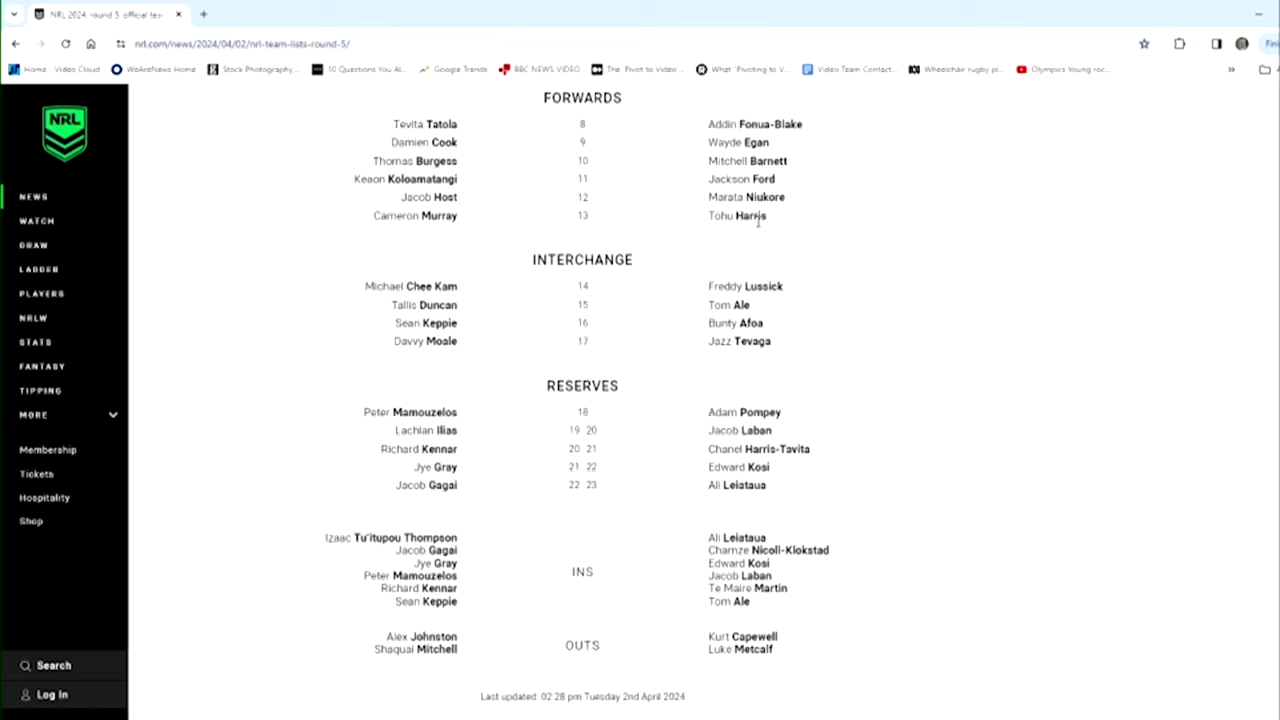 NRL 2024, round 5, official tea
nrl.com/news/2024/04/02/nrl-team-lists-round-5/
Home - Video Cloud
WeAreNews Home
Stock Photography,...
10 Questions You Al...
Google Trends
BBC NEWS VIDEO
The 'Pivot to Video'...
What "Pivoting to V...
Video Team Contact...
Wheelchair rugby pl...
Olympics Young roc...
»
NRL
NEWS
WATCH
DRAW
LADDER
PLAYERS
NRLW
STATS
FANTASY
TIPPING
MORE
Membership
Tickets
Hospitality
Shop
Search
Log In
FORWARDS
Tevita Tatola 8 Addin Fonua-Blake
Damien Cook 9 Wayde Egan
Thomas Burgess 10 Mitchell Barnett
Keaon Koloamatangi 11 Jackson Ford
Jacob Host 12 Marata Niukore
Cameron Murray 13 Tohu Harris
INTERCHANGE
Michael Chee Kam 14 Freddy Lussick
Tallis Duncan 15 Tom Ale
Sean Keppie 16 Bunty Afoa
Davvy Moale 17 Jazz Tevaga
RESERVES
Peter Mamouzelos 18 Adam Pompey
Lachlan Ilias 19 20 Jacob Laban
Richard Kennar 20 21 Chanel Harris-Tavita
Jye Gray 21 22 Edward Kosi
Jacob Gagai 22 23 Ali Leiataua
Izaac Tu'itupou Thompson
Jacob Gagai
Jye Gray
Peter Mamouzelos
Richard Kennar
Sean Keppie
INS
Ali Leiataua
Charnze Nicoll-Klokstad
Edward Kosi
Jacob Laban
Te Maire Martin
Tom Ale
Alex Johnston
Shaquai Mitchell
OUTS
Kurt Capewell
Luke Metcalf
Last updated: 02:28 pm Tuesday 2nd April 2024